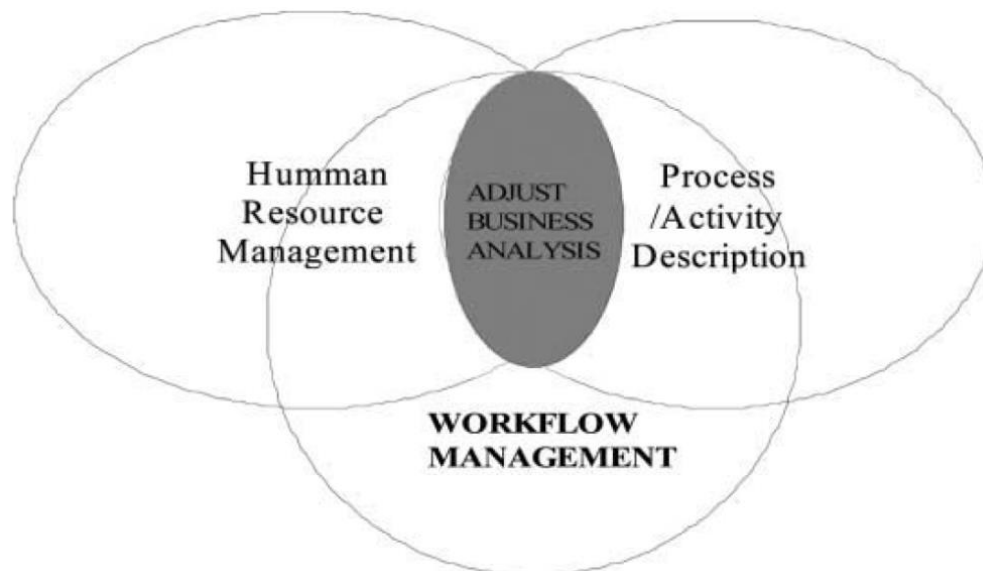 Humman
Resource
Management
ADJUST
BUSINESS
ANALYSIS
Process
/Activity
Description
WORKFLOW
MANAGEMENT